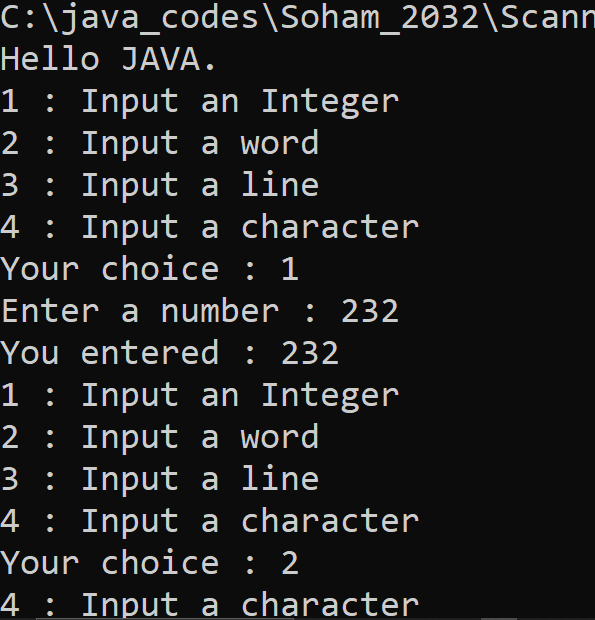 C:\java_codes\Soham_2032\Scann
Hello JAVA.
1 : Input an Integer
2 : Input a word
3 : Input a line
4 : Input a character
Your choice : 1
Enter a number : 232
You entered : 232
1 : Input an Integer
2 : Input a word
3 : Input a line
4 : Input a character
Your choice : 2
4 : Input a character